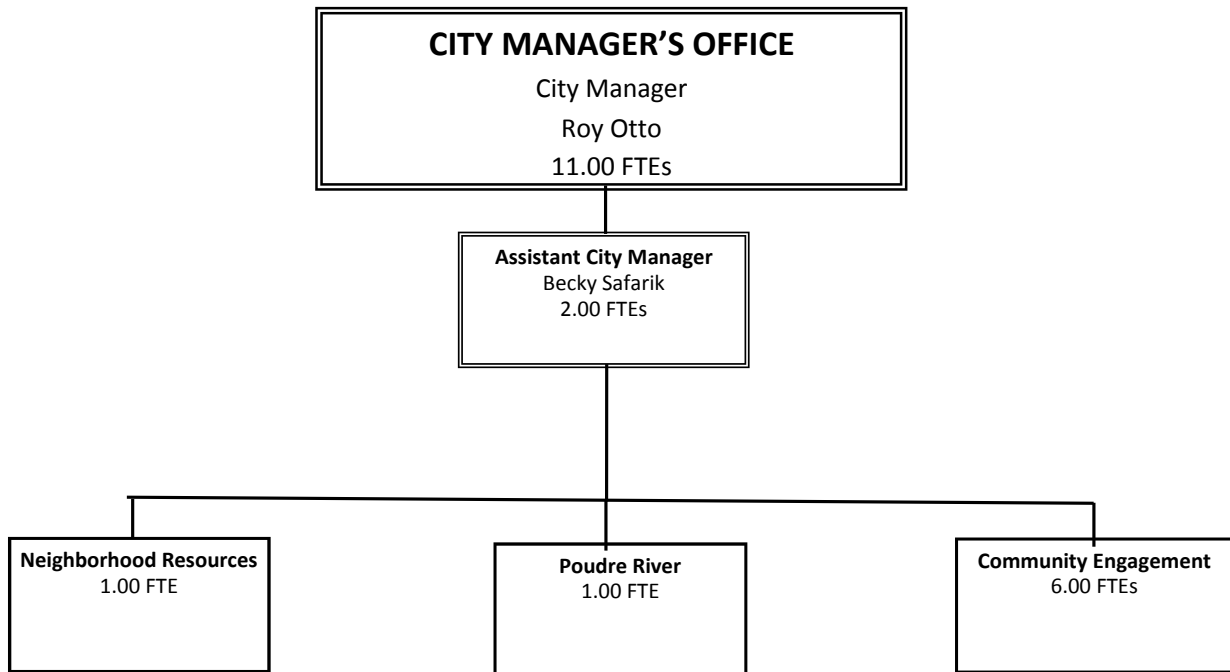 CITY MANAGER’S OFFICE
City Manager
Roy Otto
11.00 FTEs
Assistant City Manager
Becky Safarik
2.00 FTEs
Neighborhood Resources
1.00 FTE
Poudre River
1.00 FTE
Community Engagement
6.00 FTEs